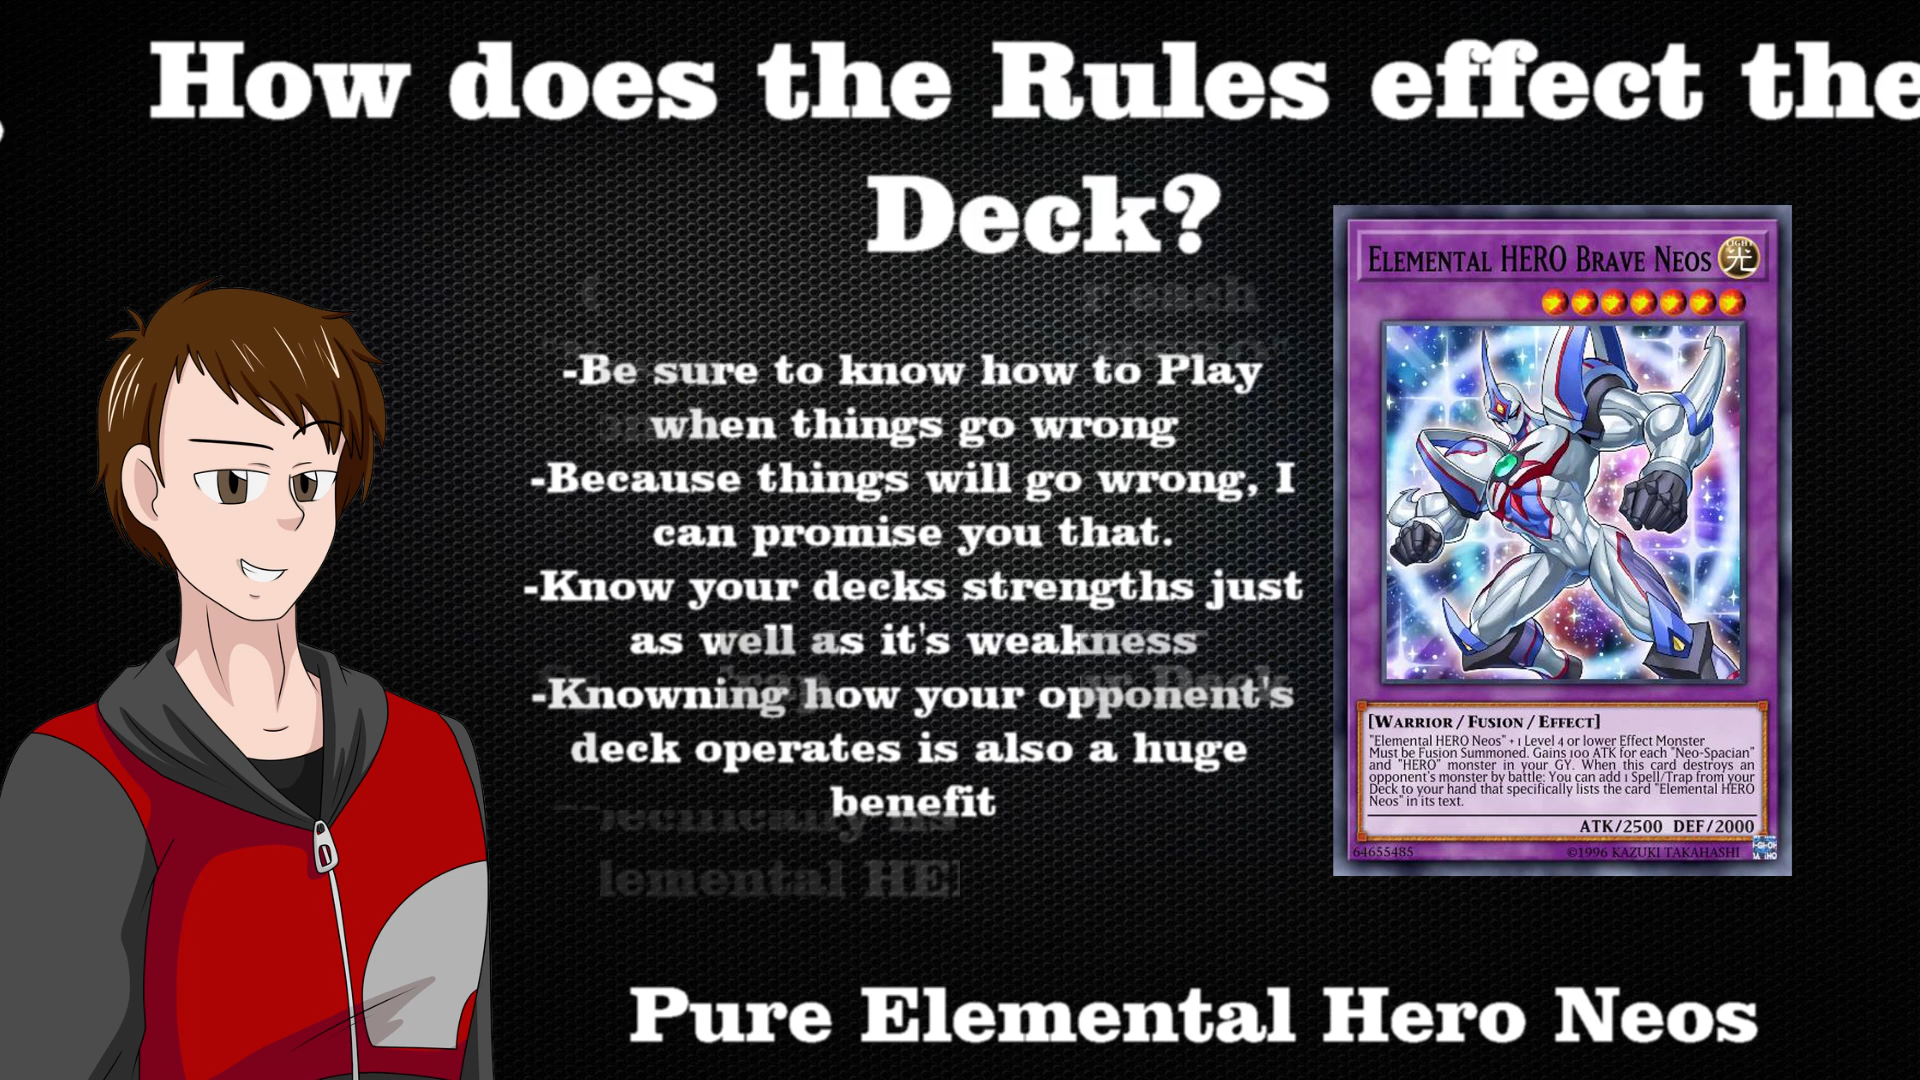 How does the Rules effect the
Deck?
-Be sure to know how to Play
when things go wrong
-Because things will go wrong, I
can promise you that.
-Know your decks strengths just
as well as it's weakness
-Knowning how your opponent's
deck operates is also a huge
benefit
Elemental HERO Brave Neos
LIGHT
光
[Warrior / Fusion / Effect]
"Elemental HERO Neos" + 1 Level 4 or lower Effect Monster
Must be Fusion Summoned. Gains 100 ATK for each "Neo-Spacian"
and "HERO" monster in your GY. When this card destroys an
opponent's monster by battle: You can add 1 Spell/Trap from your
Deck to your hand that specifically lists the card "Elemental HERO
Neos" in its text.
ATK/2500 DEF/2000
64655485
©1996 KAZUKI TAKAHASHI
Pure Elemental Hero Neos